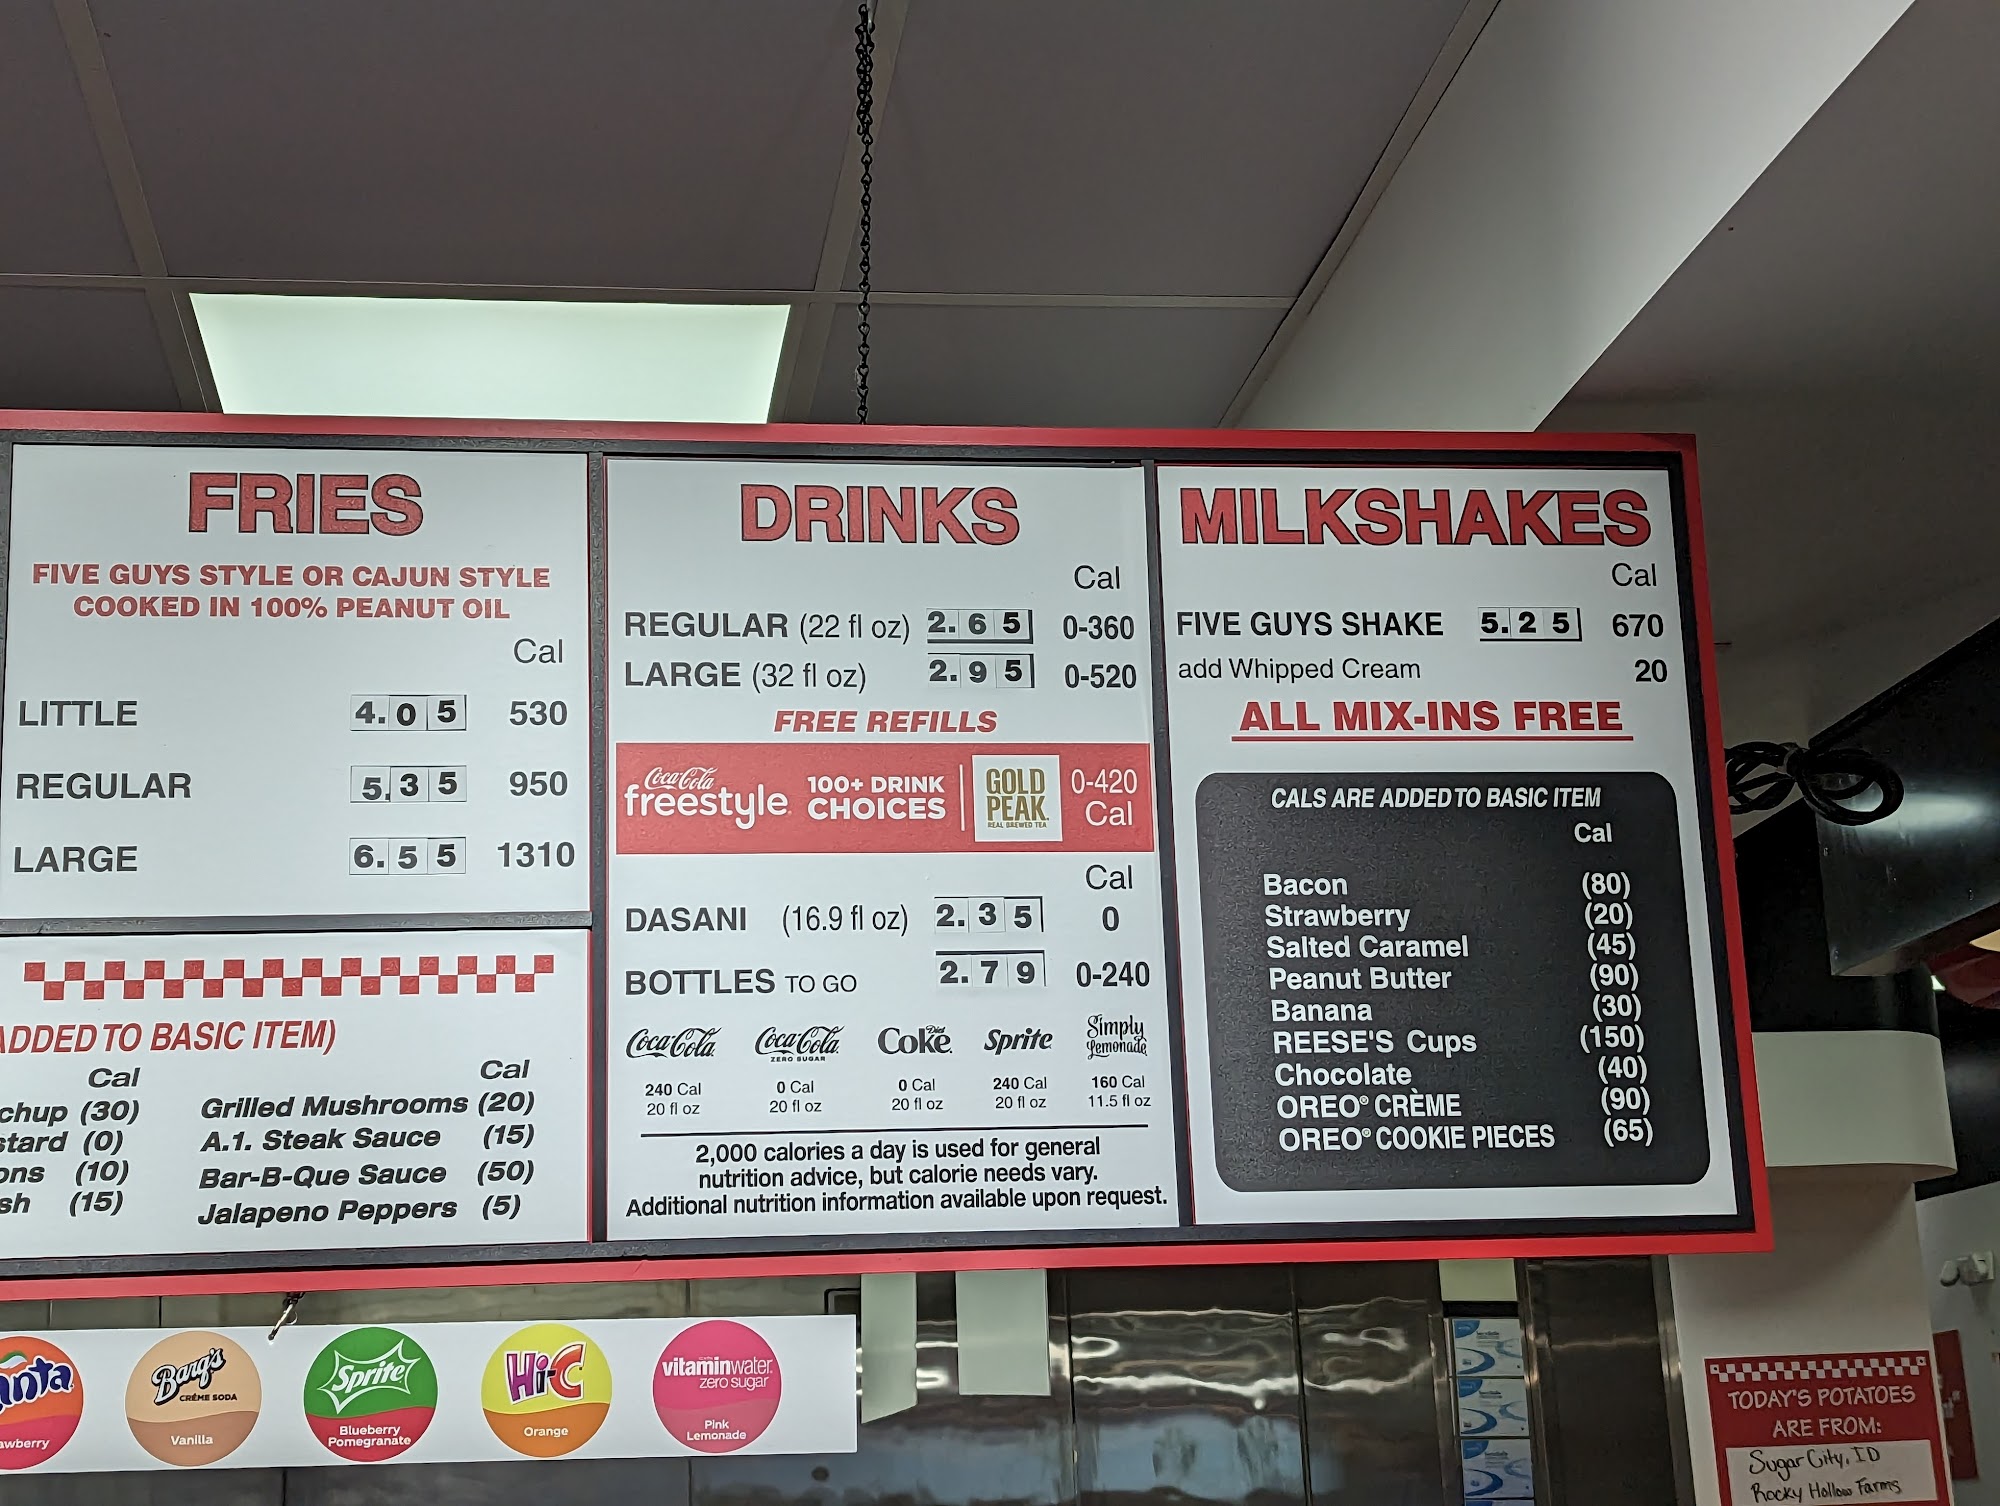 FRIES
FIVE GUYS STYLE OR CAJUN STYLE
COOKED IN 100% PEANUT OIL
Cal
LITTLE 4.05 530
REGULAR 5.35 950
LARGE 6.55 1310
ADDED TO BASIC ITEM)
Cal
chup (30)
stard (0)
ons (10)
sh (15)
Cal
Grilled Mushrooms (20)
A.1. Steak Sauce (15)
Bar-B-Que Sauce (50)
Jalapeno Peppers (5)
DRINKS
Cal
REGULAR (22 fl oz) 2.65 0-360
LARGE (32 fl oz) 2.95 0-520
FREE REFILLS
Coca-Cola
freestyle
100+ DRINK
CHOICES
GOLD
PEAK
REAL BREWED TEA
0-420
Cal
Cal
DASANI (16.9 fl oz) 2.35 0
BOTTLES TO GO 2.79 0-240
Coca-Cola
240 Cal
20 fl oz
Coca-Cola
ZERO SUGAR
0 Cal
20 fl oz
Diet
Coke
0 Cal
20 fl oz
Sprite
240 Cal
20 fl oz
Simply
Lemonade
160 Cal
11.5 fl oz
2,000 calories a day is used for general
nutrition advice, but calorie needs vary.
Additional nutrition information available upon request.
MILKSHAKES
Cal
FIVE GUYS SHAKE 5.25 670
add Whipped Cream 20
ALL MIX-INS FREE
CALS ARE ADDED TO BASIC ITEM
Cal
Bacon (80)
Strawberry (20)
Salted Caramel (45)
Peanut Butter (90)
Banana (30)
REESE'S Cups (150)
Chocolate (40)
OREO® CRÈME (90)
OREO® COOKIE PIECES (65)
anta
awberry
Barq's
CRÈME SODA
Vanilla
Sprite
Blueberry
Pomegranate
Hi-C
Orange
vitaminwater
zero sugar
Pink
Lemonade
TODAY'S POTATOES
ARE FROM:
Sugar City, ID
Rocky Hollow Farms